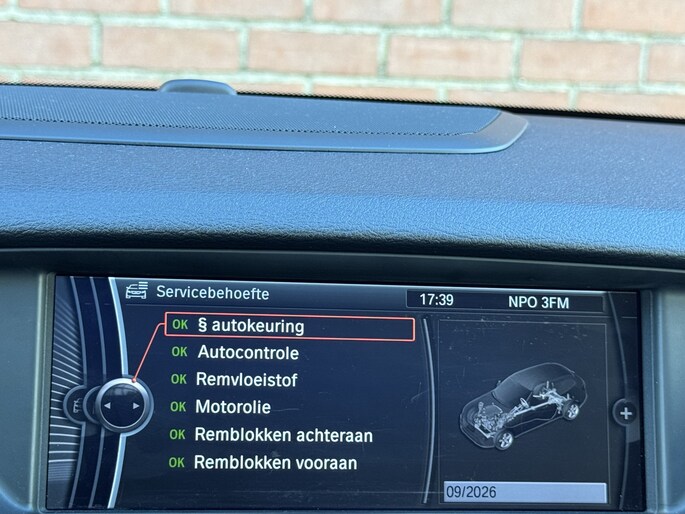 Servicebehoefte
17:39
NPO 3FM
OK § autokeuring
OK Autocontrole
OK Remvloeistof
OK Motorolie
OK Remblokken achteraan
OK Remblokken vooraan
09/2026